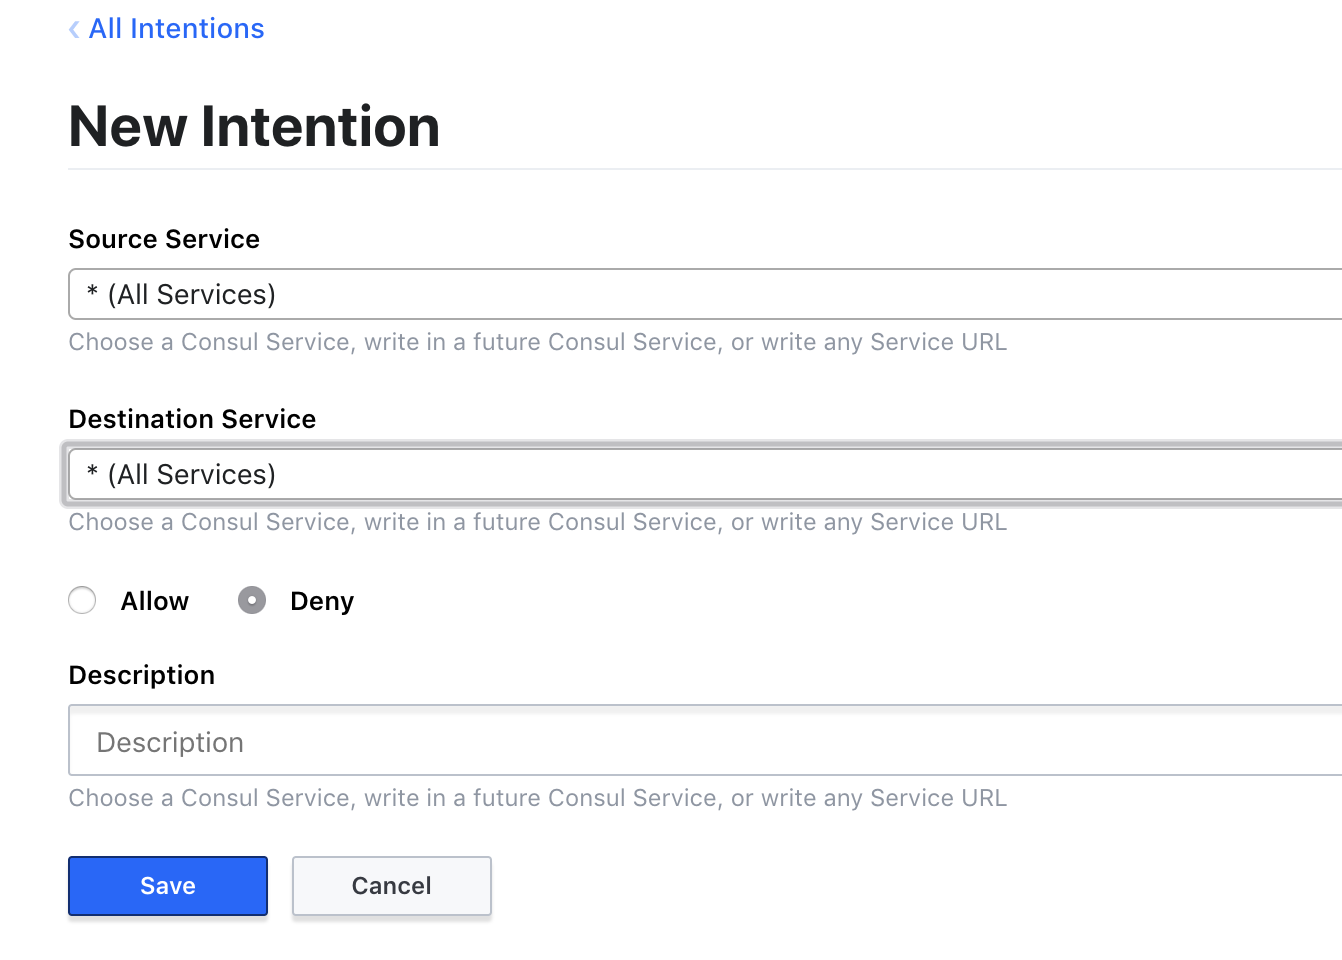 ‹ All Intentions
New Intention
Source Service
* (All Services)
Choose a Consul Service, write in a future Consul Service, or write any Service URL
Destination Service
* (All Services)
Choose a Consul Service, write in a future Consul Service, or write any Service URL
Allow Deny
Description
Description
Choose a Consul Service, write in a future Consul Service, or write any Service URL
Save Cancel